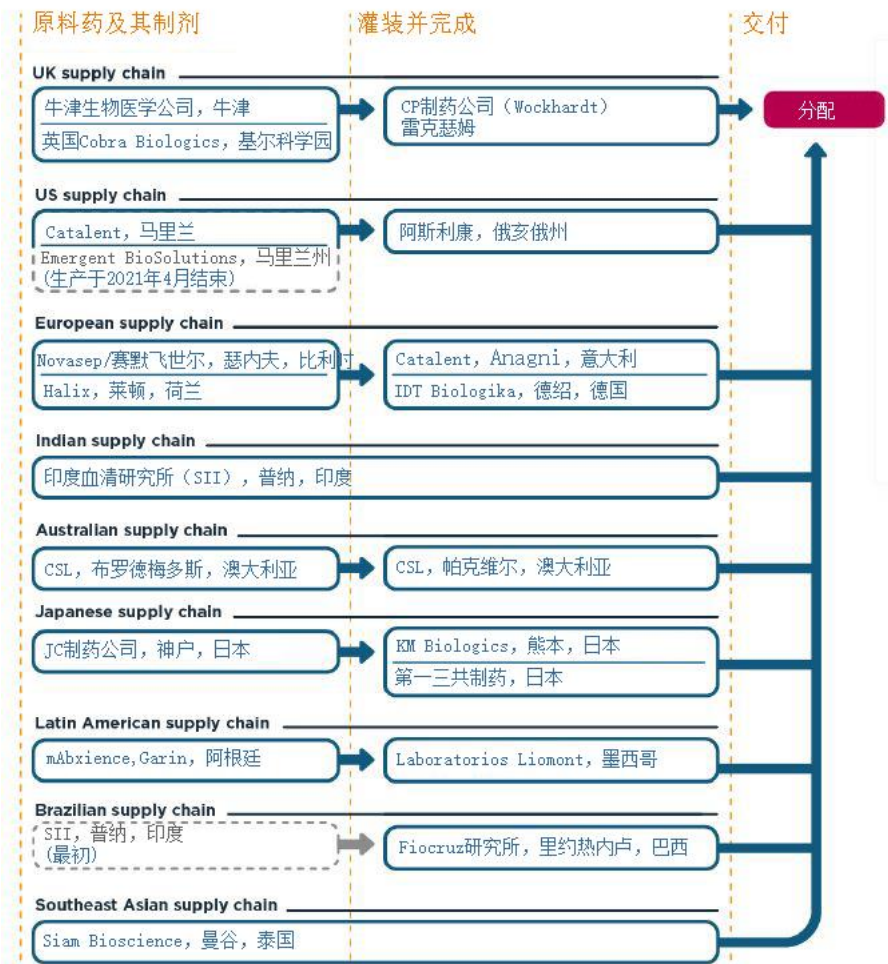 原料药及其制剂
灌装并完成
交付
UK supply chain
牛津生物医学公司，牛津
英国Cobra Biologics，基尔科学园
CP制药公司（Wockhardt）
雷克瑟姆
分配
US supply chain
Catalent，马里兰
Emergent BioSolutions，马里兰州
(生产于2021年4月结束)
阿斯利康，俄亥俄州
European supply chain
Novasep/赛默飞世尔，瑟内夫，比利时
Halix，莱顿，荷兰
Catalent，Anagni，意大利
IDT Biologika，德绍，德国
Indian supply chain
印度血清研究所（SII），普纳，印度
Australian supply chain
CSL，布罗德梅多斯，澳大利亚
CSL，帕克维尔，澳大利亚
Japanese supply chain
JC制药公司，神户，日本
KM Biologics，熊本，日本
第一三共制药，日本
Latin American supply chain
mAbxience,Garin，阿根廷
Laboratorios Liomont，墨西哥
Brazilian supply chain
SII，普纳，印度
(最初)
Fiocruz研究所，里约热内卢，巴西
Southeast Asian supply chain
Siam Bioscience，曼谷，泰国